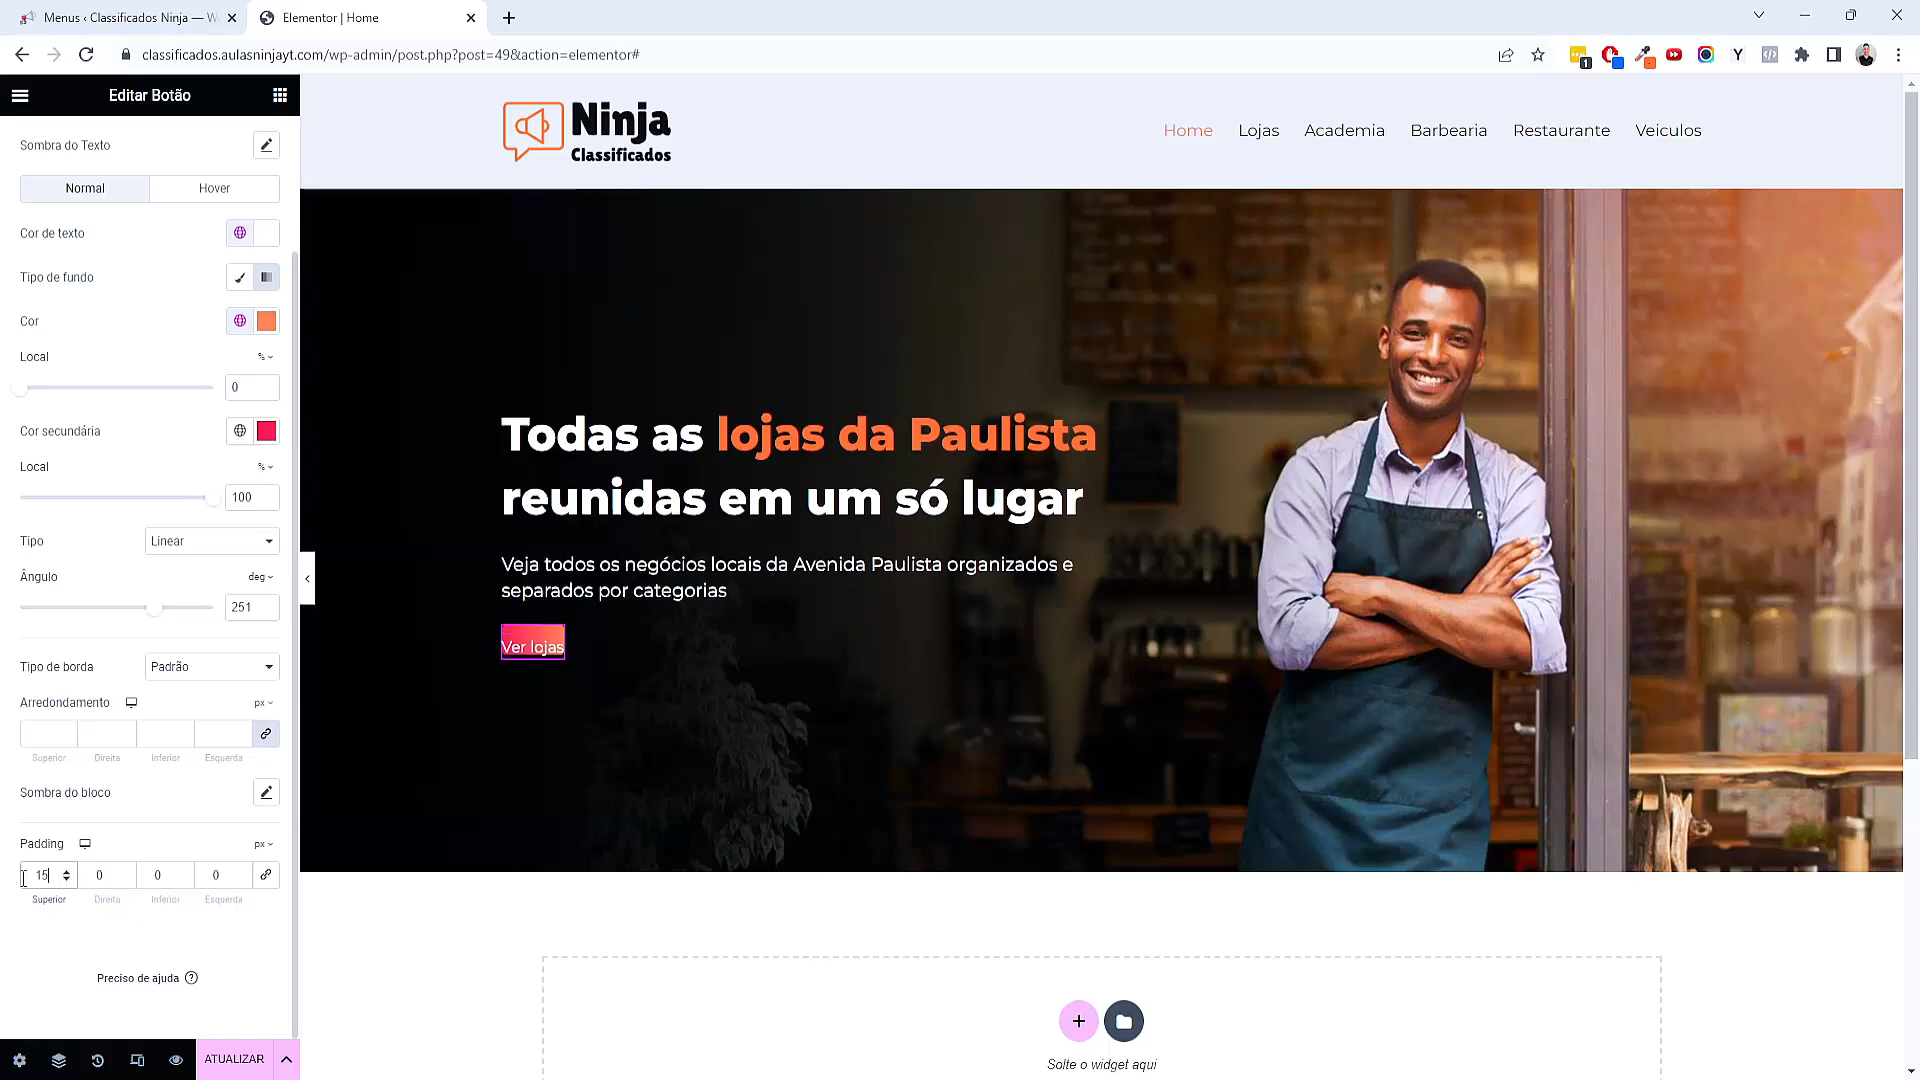 Menus ‹ Classificados Ninja — W
Elementor | Home
classificados.aulasninjayt.com/wp-admin/post.php?post=49&action=elementor#
1
Y
Editar Botão
Sombra do Texto
Normal
Hover
Cor de texto
Tipo de fundo
Cor
Local
%
0
Cor secundária
Local
%
100
Tipo
Linear
Ângulo
deg
251
Tipo de borda
Padrão
Arredondamento
px
Superior
Direita
Inferior
Esquerda
Sombra do bloco
Padding
px
15
0
0
0
Superior
Direita
Inferior
Esquerda
Preciso de ajuda
ATUALIZAR
Ninja
Classificados
Home
Lojas
Academia
Barbearia
Restaurante
Veiculos
Todas as lojas da Paulista
reunidas em um só lugar
Veja todos os negócios locais da Avenida Paulista organizados e
separados por categorias
Ver lojas
Solte o widget aqui